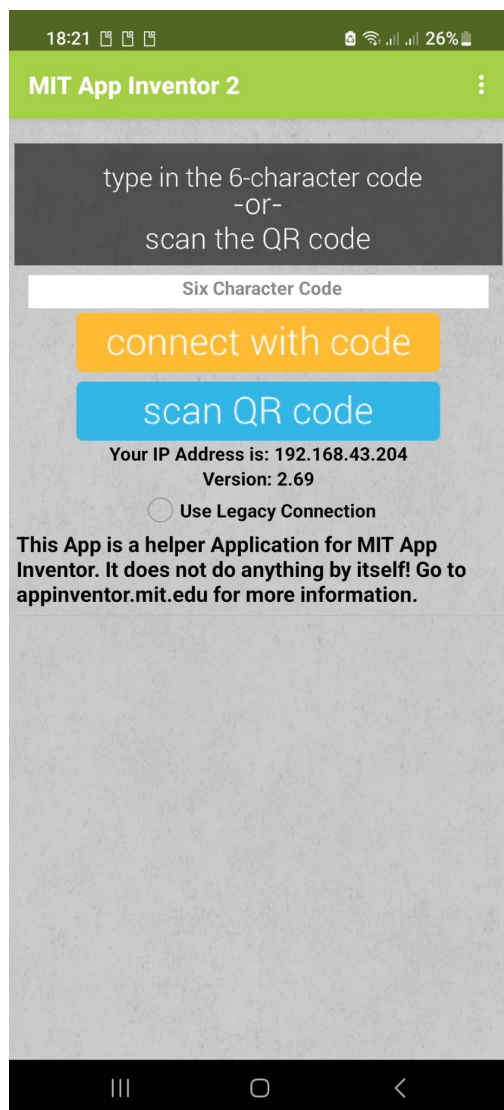 18:21 26%
MIT App Inventor 2
type in the 6-character code
-or-
scan the QR code
Six Character Code
connect with code
scan QR code
Your IP Address is: 192.168.43.204
Version: 2.69
Use Legacy Connection
This App is a helper Application for MIT App
Inventor. It does not do anything by itself! Go to
appinventor.mit.edu for more information.